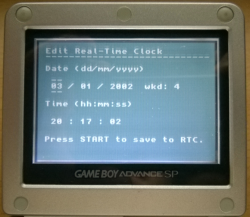 Edit Real-Time Clock
Date (dd/mm/yyyy)
03 / 01 / 2002 wkd: 4
Time (hh:mm:ss)
20 : 17 : 02
Press START to save to RTC.
GAME BOY ADVANCE SP